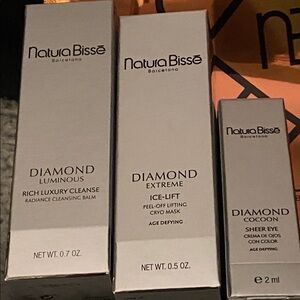 natura Bissé
Barcelona
DIAMOND
LUMINOUS
RICH LUXURY CLEANSE
RADIANCE CLEANSING BALM
NET WT. 0.7 OZ.
natura Bissé
Barcelona
DIAMOND
EXTREME
ICE-LIFT
PEEL-OFF LIFTING
CRYO MASK
AGE DEFYING
NET WT. 0.5 OZ.
natura Bissé
Barcelona
DIAMOND
COCOON
SHEER EYE
CREMA DE OJOS
CON COLOR
AGE DEFYING
e 2 ml